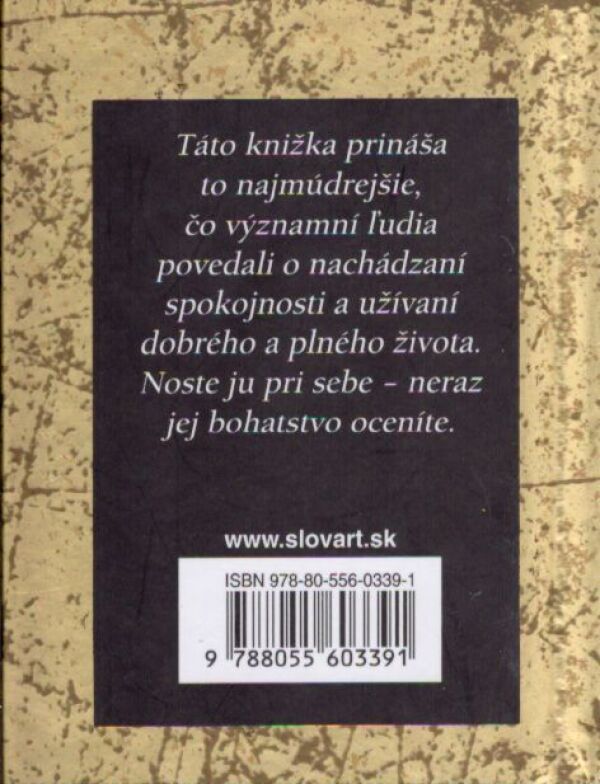 Táto knižka prináša
to najmúdrejšie,
čo významní ľudia
povedali o nachádzaní
spokojnosti a užívaní
dobrého a plného života.
Noste ju pri sebe – neraz
jej bohatstvo oceníte.
www.slovart.sk
ISBN 978-80-556-0339-1
9 788055 603391